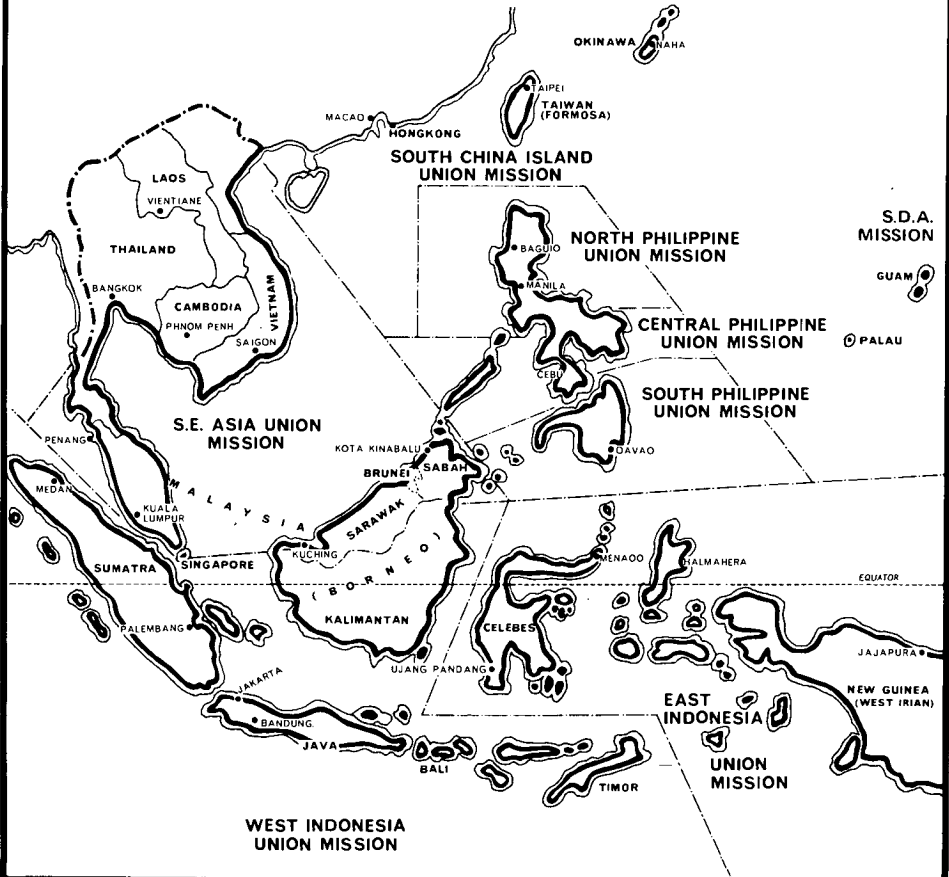 OKINAWA
NAHA
TAIPEI
TAIWAN
(FORMOSA)
MACAO
HONGKONG
SOUTH CHINA ISLAND
UNION MISSION
LAOS
VIENTIANE
THAILAND
BANGKOK
CAMBODIA
PHNOM PENH
VIETNAM
SAIGON
S.D.A.
MISSION
GUAM
PALAU
BAGUIO
MANILA
NORTH PHILIPPINE
UNION MISSION
CENTRAL PHILIPPINE
UNION MISSION
CEBU
SOUTH PHILIPPINE
UNION MISSION
DAVAO
S.E. ASIA UNION
MISSION
PENANG
KOTA KINABALU
BRUNEI
SABAH
MEDAN
KUALA
LUMPUR
MALAYSIA
SARAWAK
KUCHING
(BORNEO)
SUMATRA
SINGAPORE
MENAOO
HALMAHERA
EQUATOR
PALEMBANG
KALIMANTAN
CELEBES
UJANG PANDANG
JAJAPURA
NEW GUINEA
(WEST IRIAN)
JAKARTA
BANDUNG
JAVA
BALI
TIMOR
EAST
INDONESIA
UNION
MISSION
WEST INDONESIA
UNION MISSION